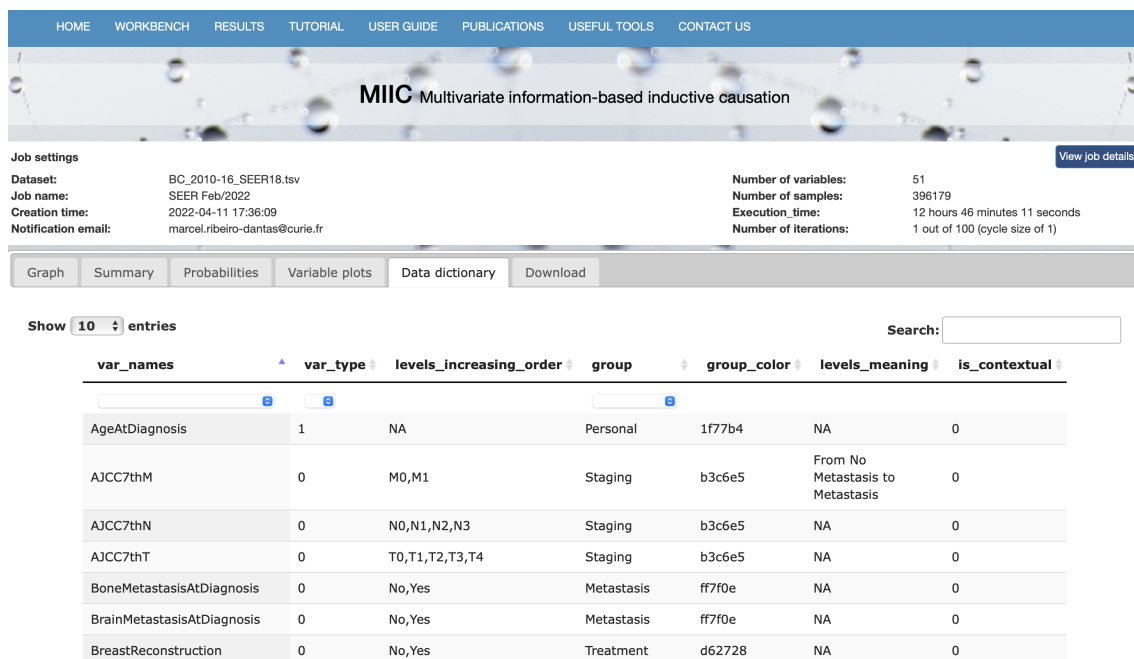 HOME WORKBENCH RESULTS TUTORIAL USER GUIDE PUBLICATIONS USEFUL TOOLS CONTACT US
MIIC Multivariate information-based inductive causation
Job settings
View job details
Dataset: BC_2010-16_SEER18.tsv Number of variables: 51
Job name: SEER Feb/2022 Number of samples: 396179
Creation time: 2022-04-11 17:36:09 Execution_time: 12 hours 46 minutes 11 seconds
Notification email: marcel.ribeiro-dantas@curie.fr Number of iterations: 1 out of 100 (cycle size of 1)
Graph Summary Probabilities Variable plots Data dictionary Download
Show 10 entries Search:
var_names var_type levels_increasing_order group group_color levels_meaning is_contextual
AgeAtDiagnosis 1 NA Personal 1f77b4 NA 0
AJCC7thM 0 M0,M1 Staging b3c6e5 From No Metastasis to Metastasis 0
AJCC7thN 0 N0,N1,N2,N3 Staging b3c6e5 NA 0
AJCC7thT 0 T0,T1,T2,T3,T4 Staging b3c6e5 NA 0
BoneMetastasisAtDiagnosis 0 No,Yes Metastasis ff7f0e NA 0
BrainMetastasisAtDiagnosis 0 No,Yes Metastasis ff7f0e NA 0
BreastReconstruction 0 No,Yes Treatment d62728 NA 0